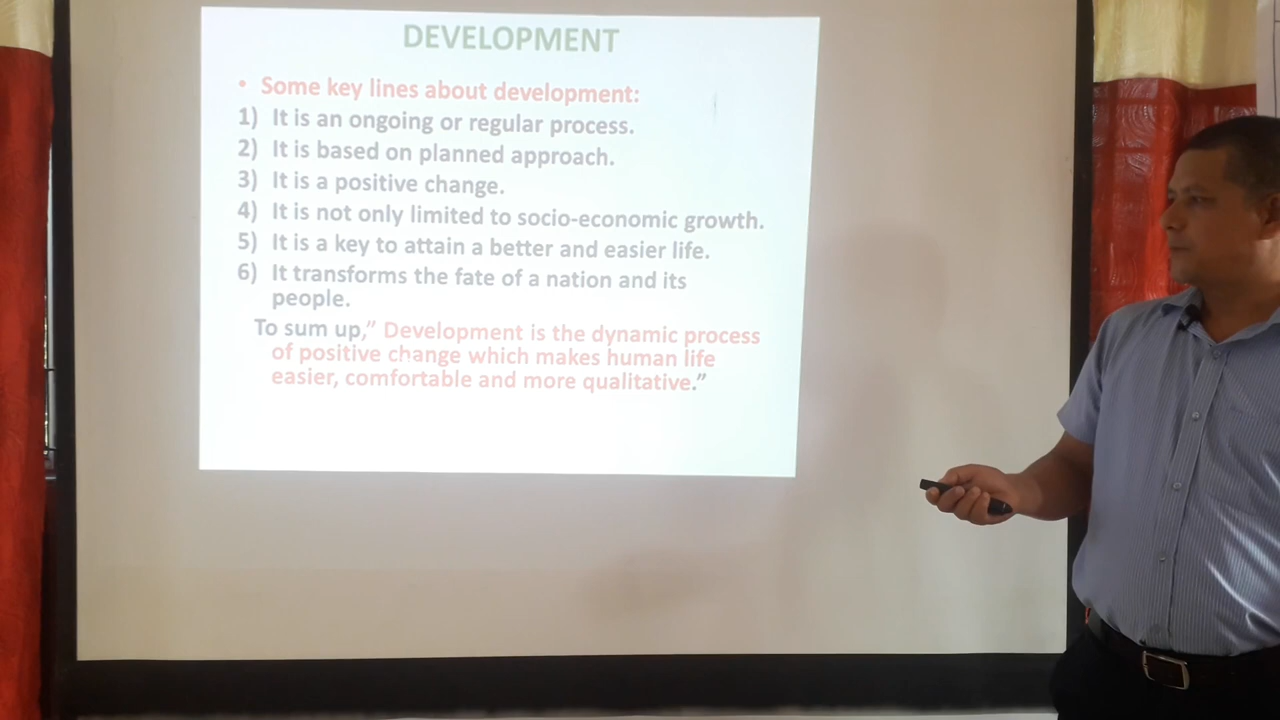 DEVELOPMENT
• Some key lines about development:
1) It is an ongoing or regular process.
2) It is based on planned approach.
3) It is a positive change.
4) It is not only limited to socio-economic growth.
5) It is a key to attain a better and easier life.
6) It transforms the fate of a nation and its
people.
To sum up,” Development is the dynamic process
of positive change which makes human life
easier, comfortable and more qualitative.”